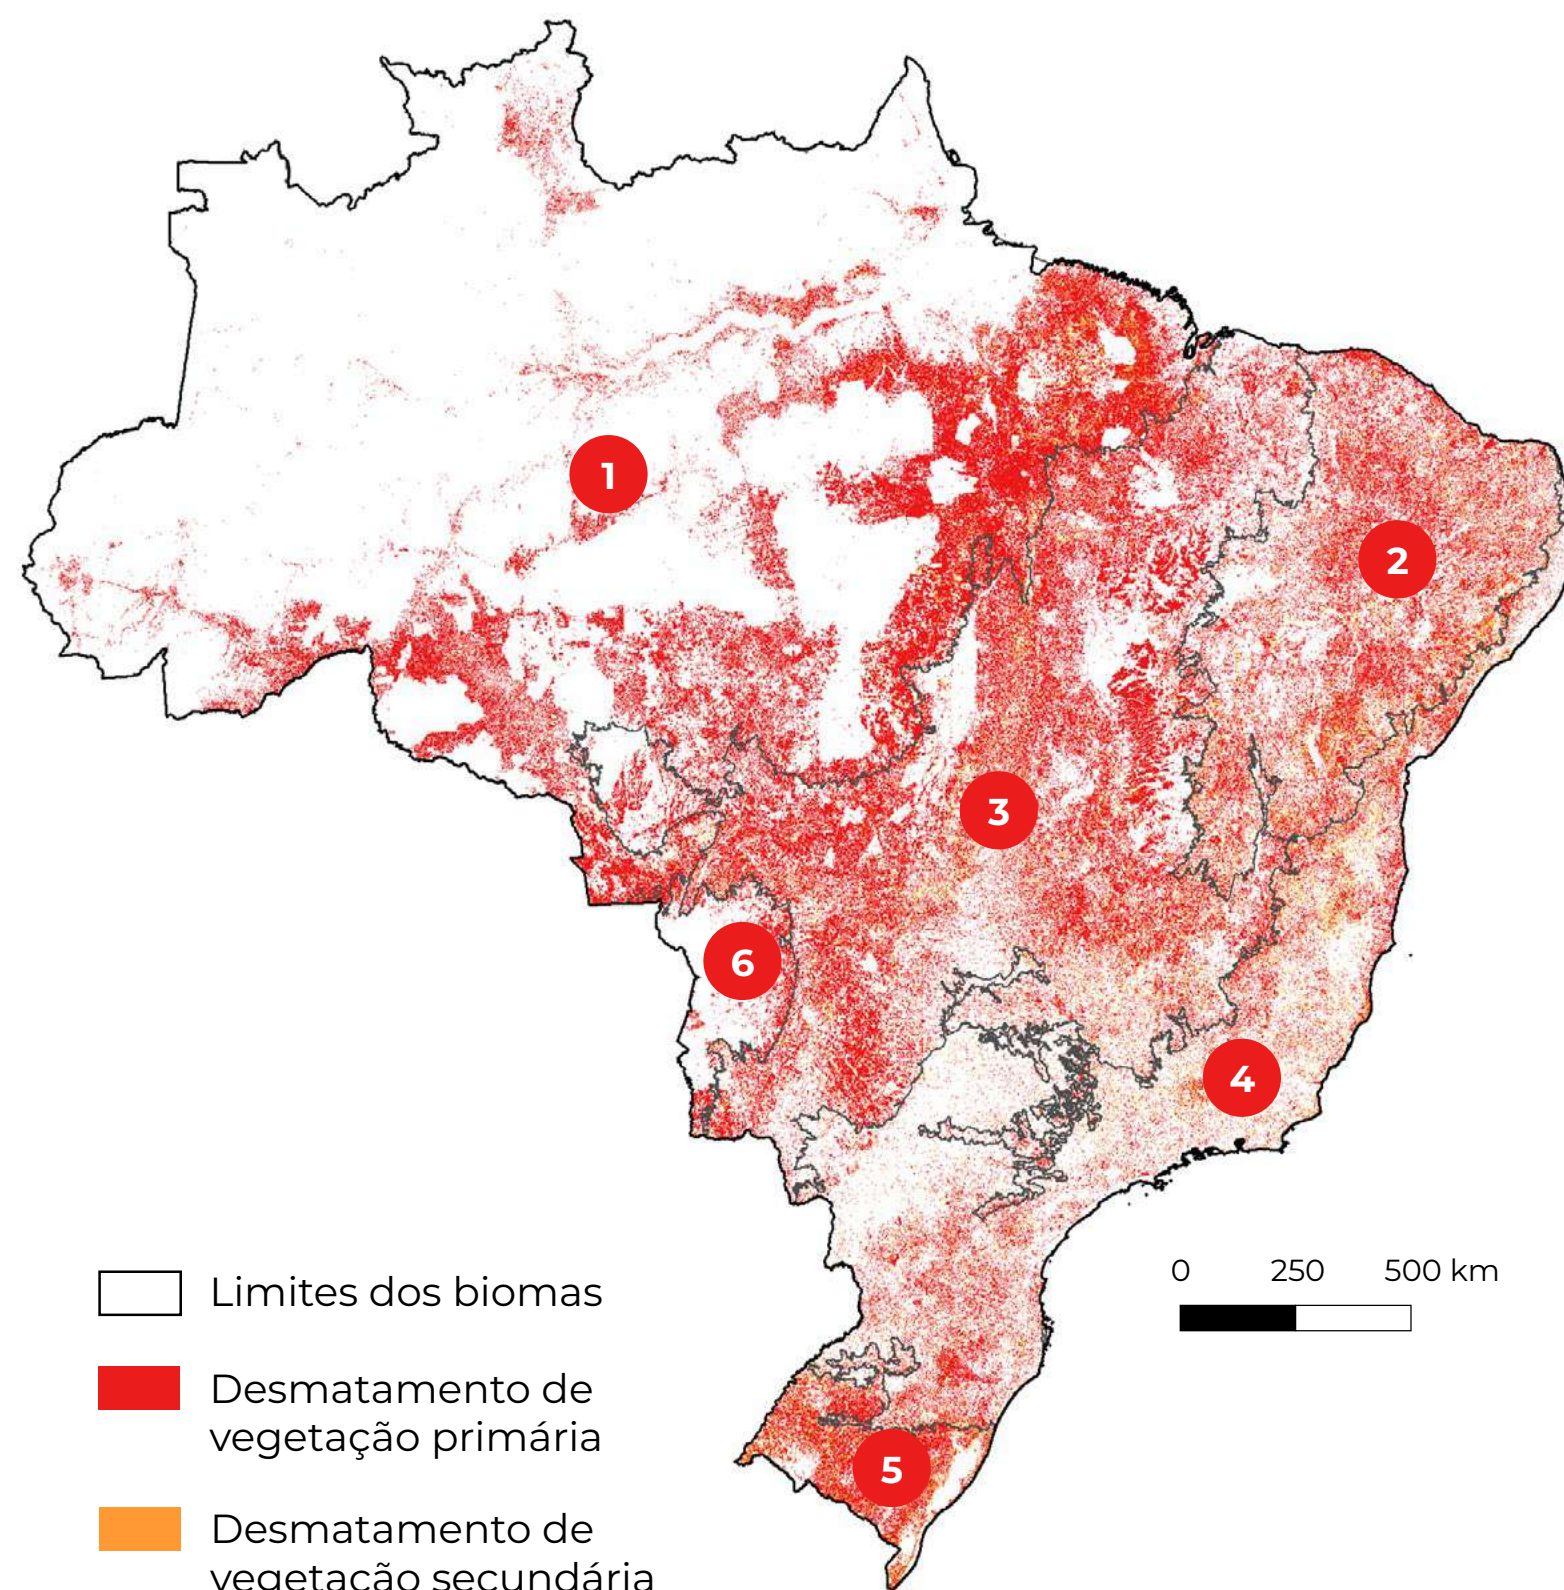 1
2
3
6
4
5
0 250 500 km
Limites dos biomas
Desmatamento de
vegetação primária
Desmatamento de
vegetação secundária